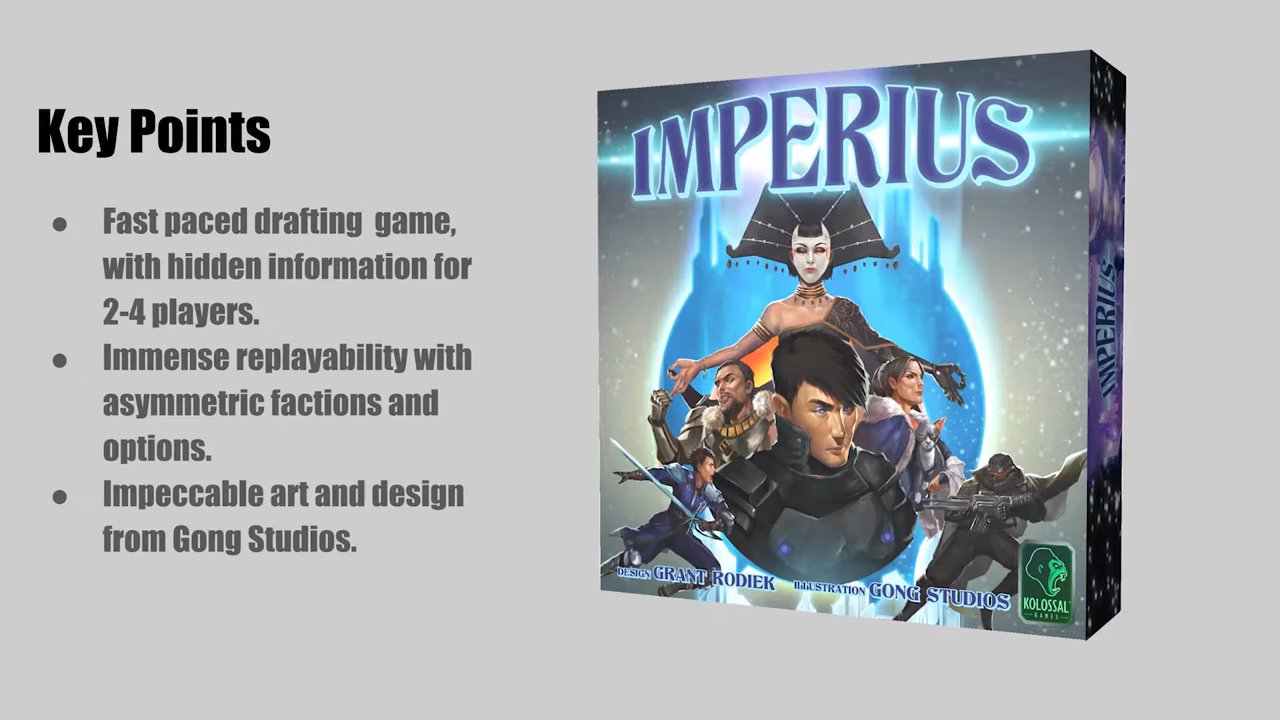 Key Points
● Fast paced drafting  game,
with hidden information for
2-4 players.
● Immense replayability with
asymmetric factions and
options.
● Impeccable art and design
from Gong Studios.
IMPERIUS
DESIGN GRANT RODIEK
ILLUSTRATION GONG STUDIOS
KOLOSSAL
GAMES
IMPERIUS